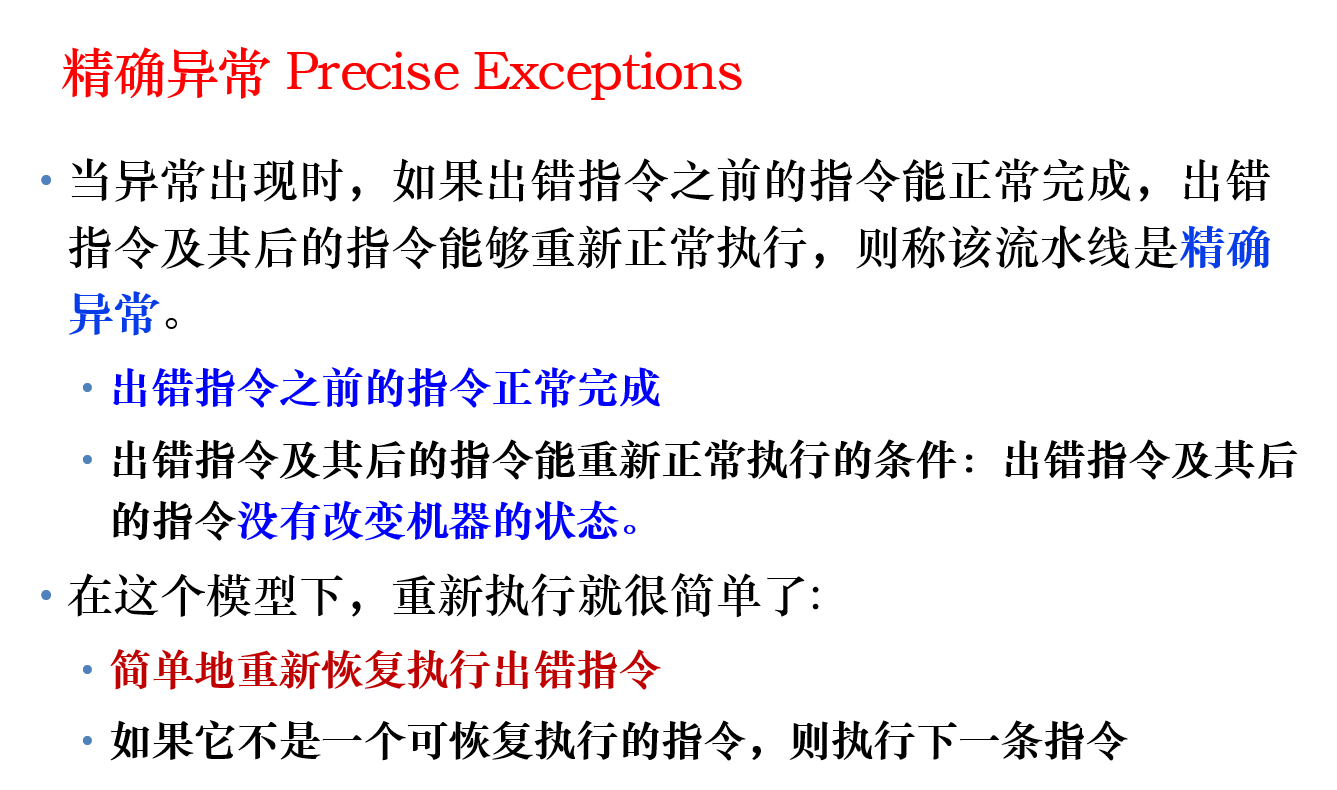 精确异常 Precise Exceptions
• 当异常出现时，如果出错指令之前的指令能正常完成，出错
指令及其后的指令能够重新正常执行，则称该流水线是精确
异常。
• 出错指令之前的指令正常完成
• 出错指令及其后的指令能重新正常执行的条件：出错指令及其后
的指令没有改变机器的状态。
• 在这个模型下，重新执行就很简单了：
• 简单地重新恢复执行出错指令
• 如果它不是一个可恢复执行的指令，则执行下一条指令